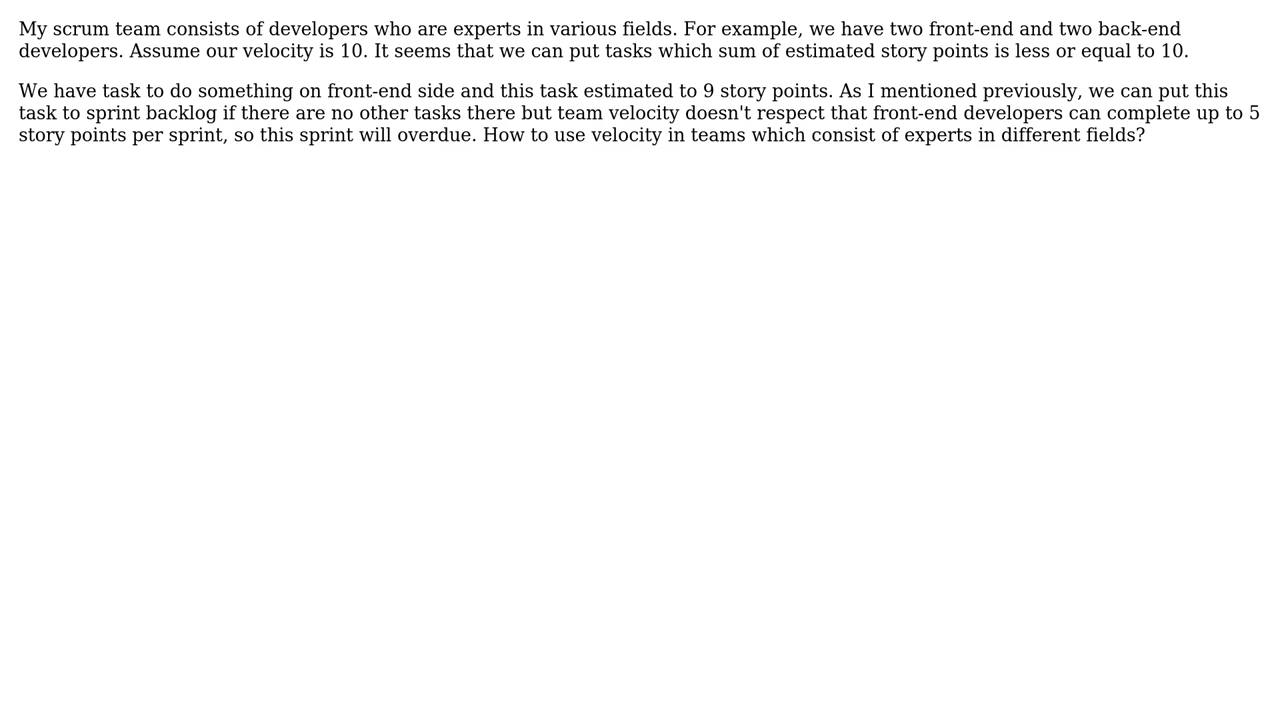 My scrum team consists of developers who are experts in various fields. For example, we have two front-end and two back-end
developers. Assume our velocity is 10. It seems that we can put tasks which sum of estimated story points is less or equal to 10.
We have task to do something on front-end side and this task estimated to 9 story points. As I mentioned previously, we can put this
task to sprint backlog if there are no other tasks there but team velocity doesn't respect that front-end developers can complete up to 5
story points per sprint, so this sprint will overdue. How to use velocity in teams which consist of experts in different fields?